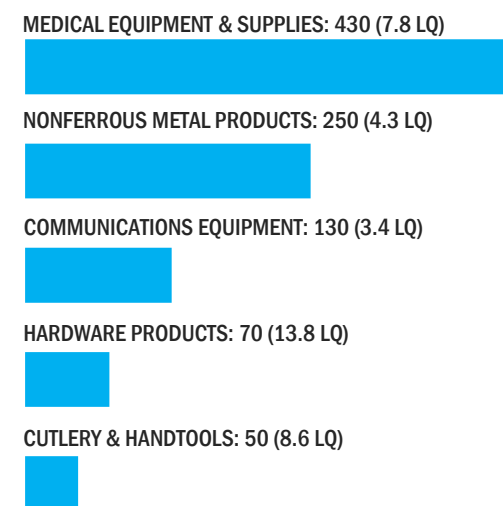 MEDICAL EQUIPMENT & SUPPLIES: 430 (7.8 LQ)
NONFERROUS METAL PRODUCTS: 250 (4.3 LQ)
COMMUNICATIONS EQUIPMENT: 130 (3.4 LQ)
HARDWARE PRODUCTS: 70 (13.8 LQ)
CUTLERY & HANDTOOLS: 50 (8.6 LQ)